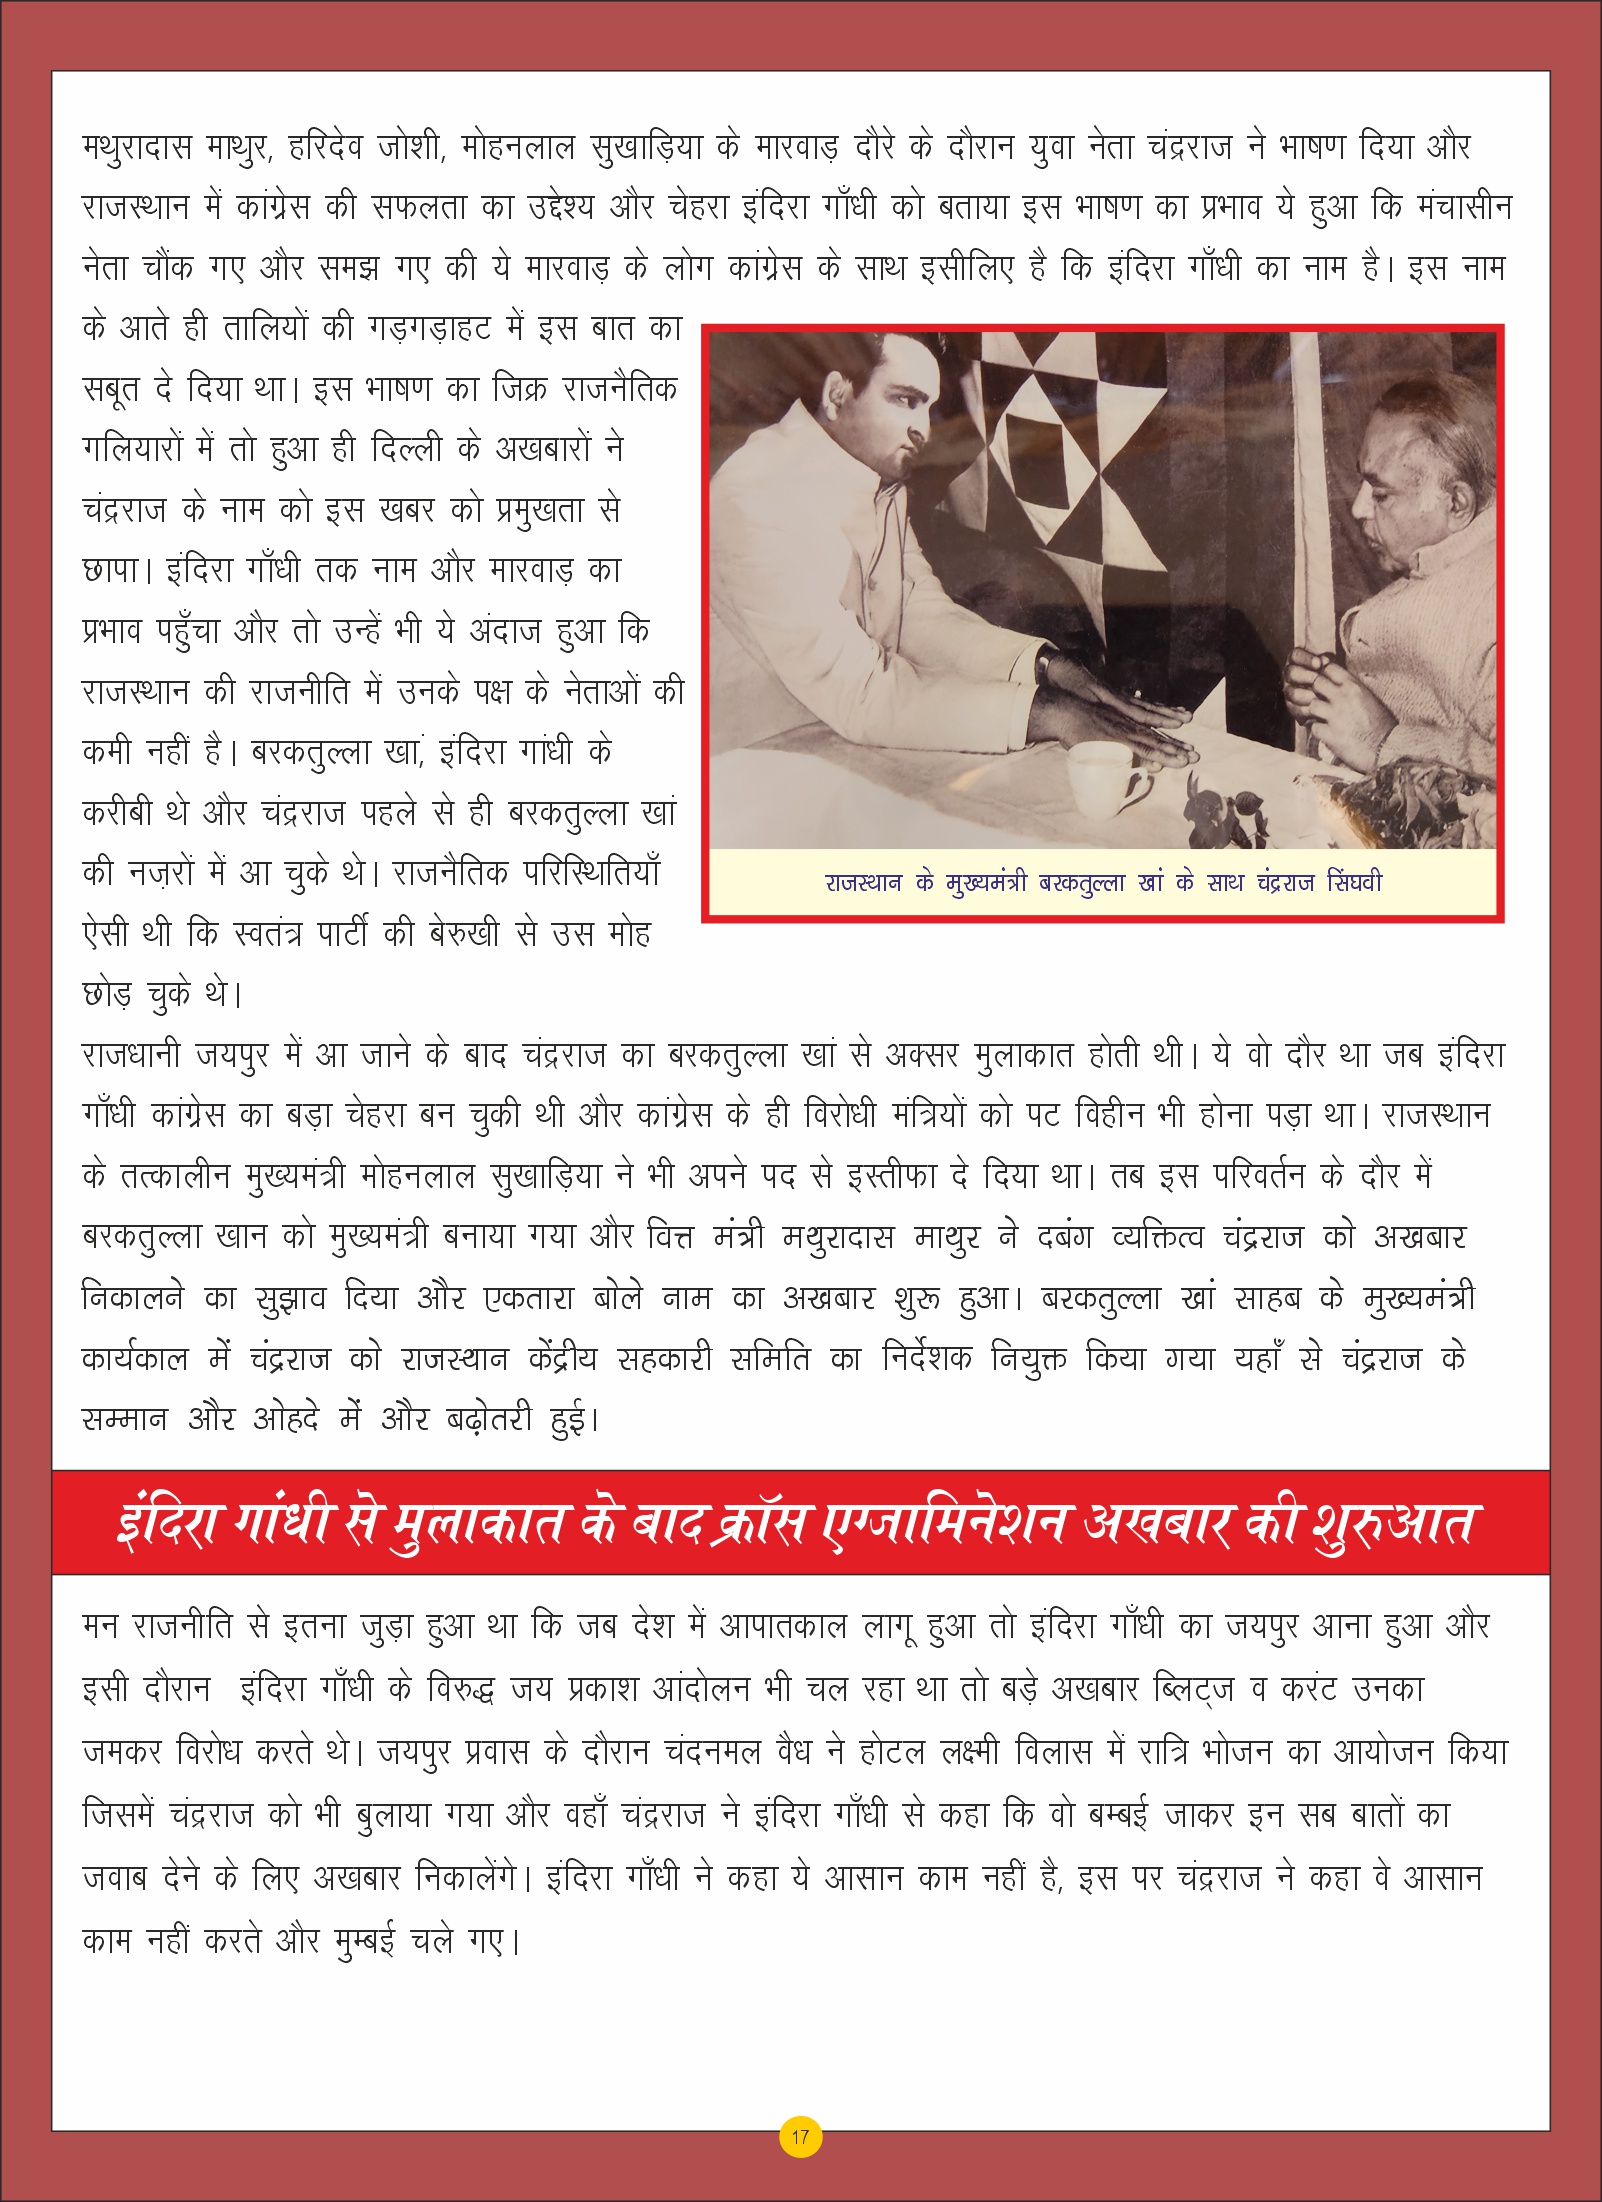 मथुरादास माथुर, हरिदेव जोशी, मोहनलाल सुखाड़िया के मारवाड़ दौरे के दौरान युवा नेता चंद्रराज ने भाषण दिया और
राजस्थान में कांग्रेस की सफलता का उद्देश्य और चेहरा इंदिरा गाँधी को बताया इस भाषण का प्रभाव ये हुआ कि मंचासीन
नेता चौंक गए और समझ गए की ये मारवाड़ के लोग कांग्रेस के साथ इसीलिए है कि इंदिरा गाँधी का नाम है। इस नाम
के आते ही तालियों की गड़गड़ाहट में इस बात का
सबूत दे दिया था। इस भाषण का जिक्र राजनैतिक
गलियारों में तो हुआ ही दिल्ली के अखबारों ने
चंद्रराज के नाम को इस खबर को प्रमुखता से
छापा। इंदिरा गाँधी तक नाम और मारवाड़ का
प्रभाव पहुँचा और तो उन्हें भी ये अंदाज हुआ कि
राजस्थान की राजनीति में उनके पक्ष के नेताओं की
कमी नहीं है। बरकतुल्ला खां, इंदिरा गांधी के
करीबी थे और चंद्रराज पहले से ही बरकतुल्ला खां
की नज़रों में आ चुके थे। राजनैतिक परिस्थितियाँ
ऐसी थी कि स्वतंत्र पार्टी की बेरुखी से उस मोह
छोड़ चुके थे।
राजस्थान के मुख्यमंत्री बरकतुल्ला खां के साथ चंद्रराज सिंघवी
राजधानी जयपुर में आ जाने के बाद चंद्रराज का बरकतुल्ला खां से अक्सर मुलाकात होती थी। ये वो दौर था जब इंदिरा
गाँधी कांग्रेस का बड़ा चेहरा बन चुकी थी और कांग्रेस के ही विरोधी मंत्रियों को पट विहीन भी होना पड़ा था। राजस्थान
के तत्कालीन मुख्यमंत्री मोहनलाल सुखाड़िया ने भी अपने पद से इस्तीफा दे दिया था। तब इस परिवर्तन के दौर में
बरकतुल्ला खान को मुख्यमंत्री बनाया गया और वित्त मंत्री मथुरादास माथुर ने दबंग व्यक्तित्व चंद्रराज को अखबार
निकालने का सुझाव दिया और एकतारा बोले नाम का अखबार शुरू हुआ। बरकतुल्ला खां साहब के मुख्यमंत्री
कार्यकाल में चंद्रराज को राजस्थान केंद्रीय सहकारी समिति का निर्देशक नियुक्त किया गया यहाँ से चंद्रराज के
सम्मान और ओहदे में और बढ़ोतरी हुई।
इंदिरा गांधी से मुलाकात के बाद क्रॉस एग्जामिनेशन अखबार की शुरुआत
मन राजनीति से इतना जुड़ा हुआ था कि जब देश में आपातकाल लागू हुआ तो इंदिरा गाँधी का जयपुर आना हुआ और
इसी दौरान इंदिरा गाँधी के विरुद्ध जय प्रकाश आंदोलन भी चल रहा था तो बड़े अखबार ब्लिट्ज व करंट उनका
जमकर विरोध करते थे। जयपुर प्रवास के दौरान चंदनमल वैध ने होटल लक्ष्मी विलास में रात्रि भोजन का आयोजन किया
जिसमें चंद्रराज को भी बुलाया गया और वहाँ चंद्रराज ने इंदिरा गाँधी से कहा कि वो बम्बई जाकर इन सब बातों का
जवाब देने के लिए अखबार निकालेंगे। इंदिरा गाँधी ने कहा ये आसान काम नहीं है, इस पर चंद्रराज ने कहा वे आसान
काम नहीं करते और मुम्बई चले गए।
17